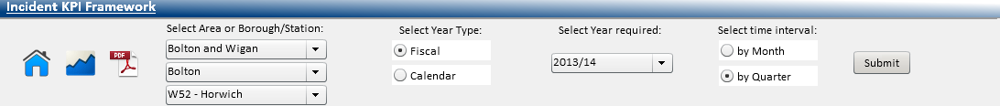 Incident KPI Framework
Select Area or Borough/Station:
Bolton and Wigan
Bolton
W52 - Horwich
Select Year Type:
Fiscal
Calendar
Select Year required:
2013/14
Select time interval:
by Month
by Quarter
Submit
PDF